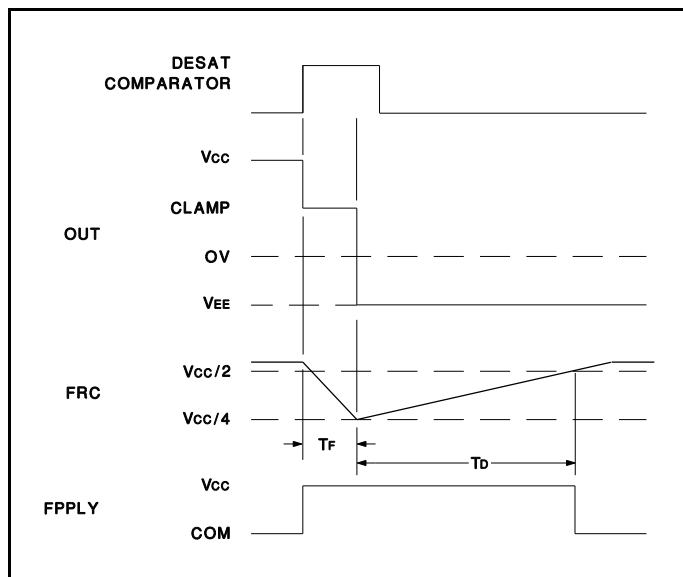 DESAT
COMPARATOR
VCC
CLAMP
OUT
OV
VEE
VCC/2
FRC
VCC/4
TF
TD
VCC
FPPLY
COM